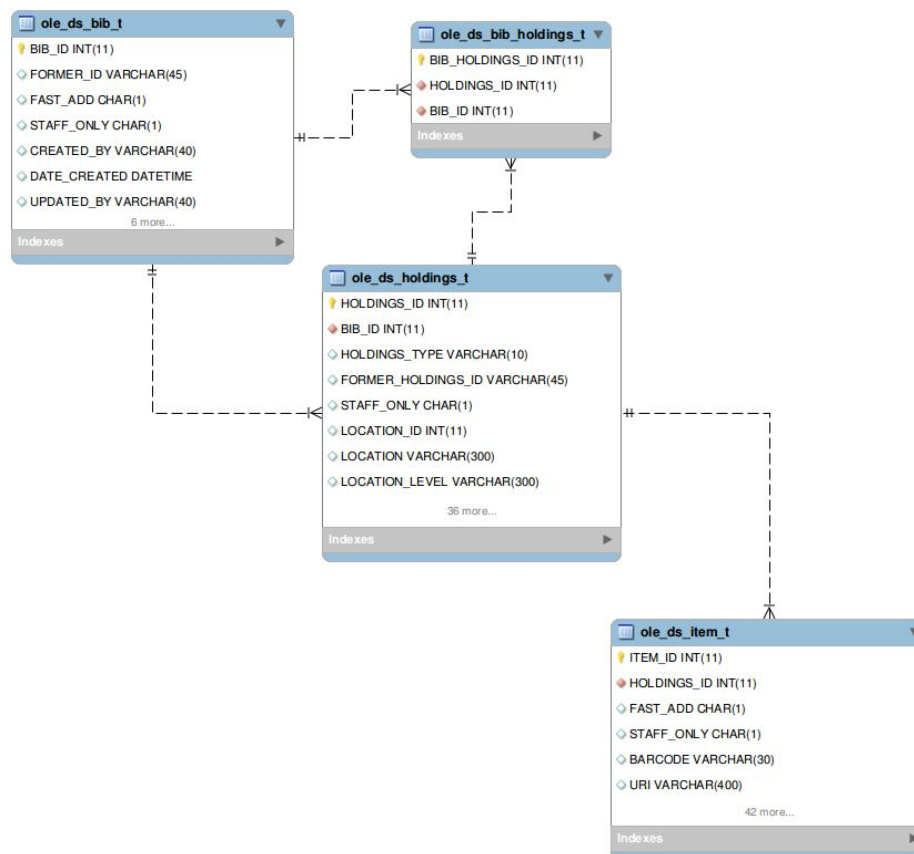 ole_ds_bib_t
BIB_ID INT(11)
FORMER_ID VARCHAR(45)
FAST_ADD CHAR(1)
STAFF_ONLY CHAR(1)
CREATED_BY VARCHAR(40)
DATE_CREATED DATETIME
UPDATED_BY VARCHAR(40)
6 more...
Indexes
ole_ds_bib_holdings_t
BIB_HOLDINGS_ID INT(11)
HOLDINGS_ID INT(11)
BIB_ID INT(11)
Indexes
ole_ds_holdings_t
HOLDINGS_ID INT(11)
BIB_ID INT(11)
HOLDINGS_TYPE VARCHAR(10)
FORMER_HOLDINGS_ID VARCHAR(45)
STAFF_ONLY CHAR(1)
LOCATION_ID INT(11)
LOCATION VARCHAR(300)
LOCATION_LEVEL VARCHAR(300)
36 more...
Indexes
ole_ds_item_t
ITEM_ID INT(11)
HOLDINGS_ID INT(11)
FAST_ADD CHAR(1)
STAFF_ONLY CHAR(1)
BARCODE VARCHAR(30)
URI VARCHAR(400)
42 more...
Indexes